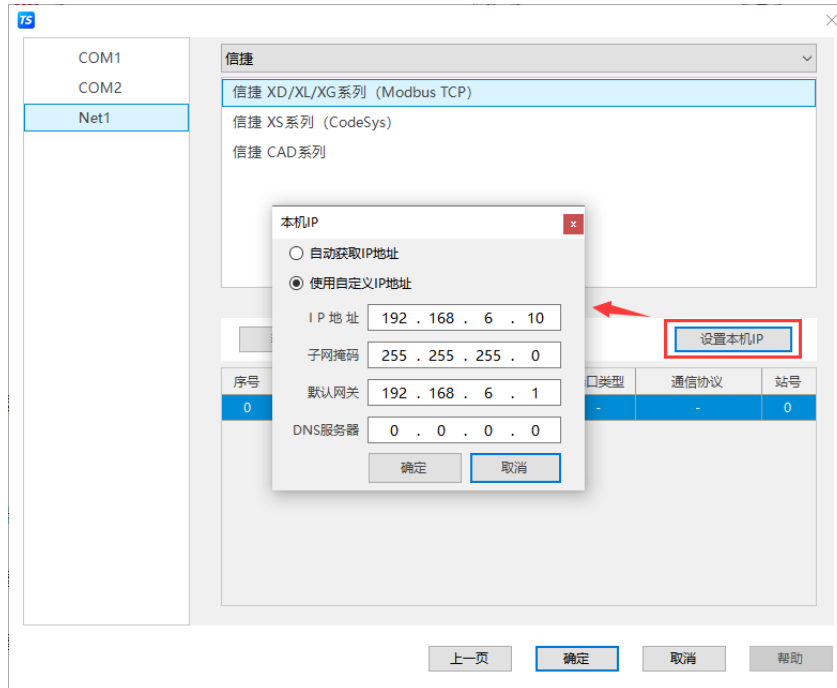 TS
COM1
COM2
Net1
信捷
信捷 XD/XL/XG系列（Modbus TCP）
信捷 XS系列（CodeSys）
信捷 CAD系列
本机IP
自动获取IP地址
使用自定义IP地址
IP地址 192 . 168 . 6 . 10
子网掩码 255 . 255 . 255 . 0
默认网关 192 . 168 . 6 . 1
DNS服务器 0 . 0 . 0 . 0
确定 取消
设置本机IP
序号 口类型 通信协议 站号
0 - - 0
上一页 确定 取消 帮助